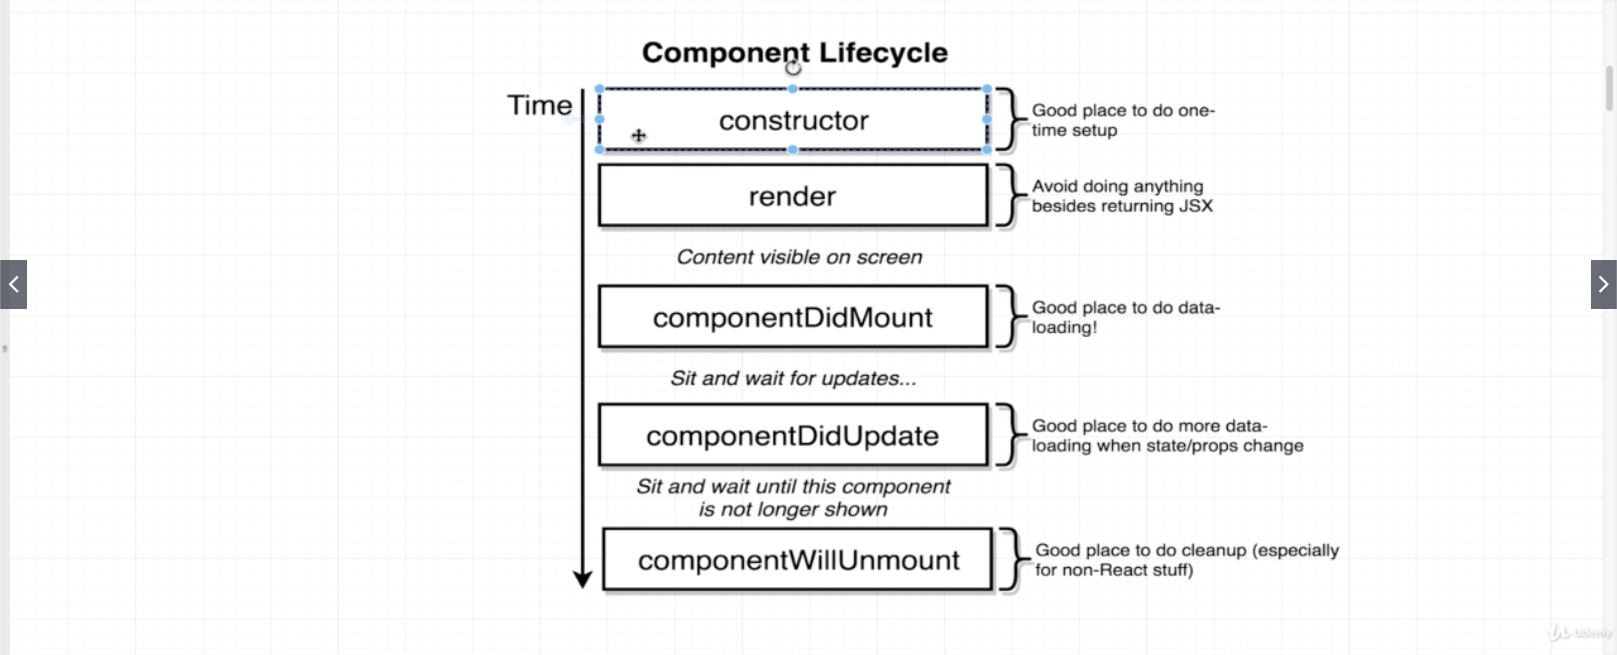 Component Lifecycle
Time
constructor
Good place to do one-
time setup
render
Avoid doing anything
besides returning JSX
Content visible on screen
componentDidMount
Good place to do data-
loading!
Sit and wait for updates...
componentDidUpdate
Good place to do more data-
loading when state/props change
Sit and wait until this component
is not longer shown
componentWillUnmount
Good place to do cleanup (especially
for non-React stuff)
Udemy